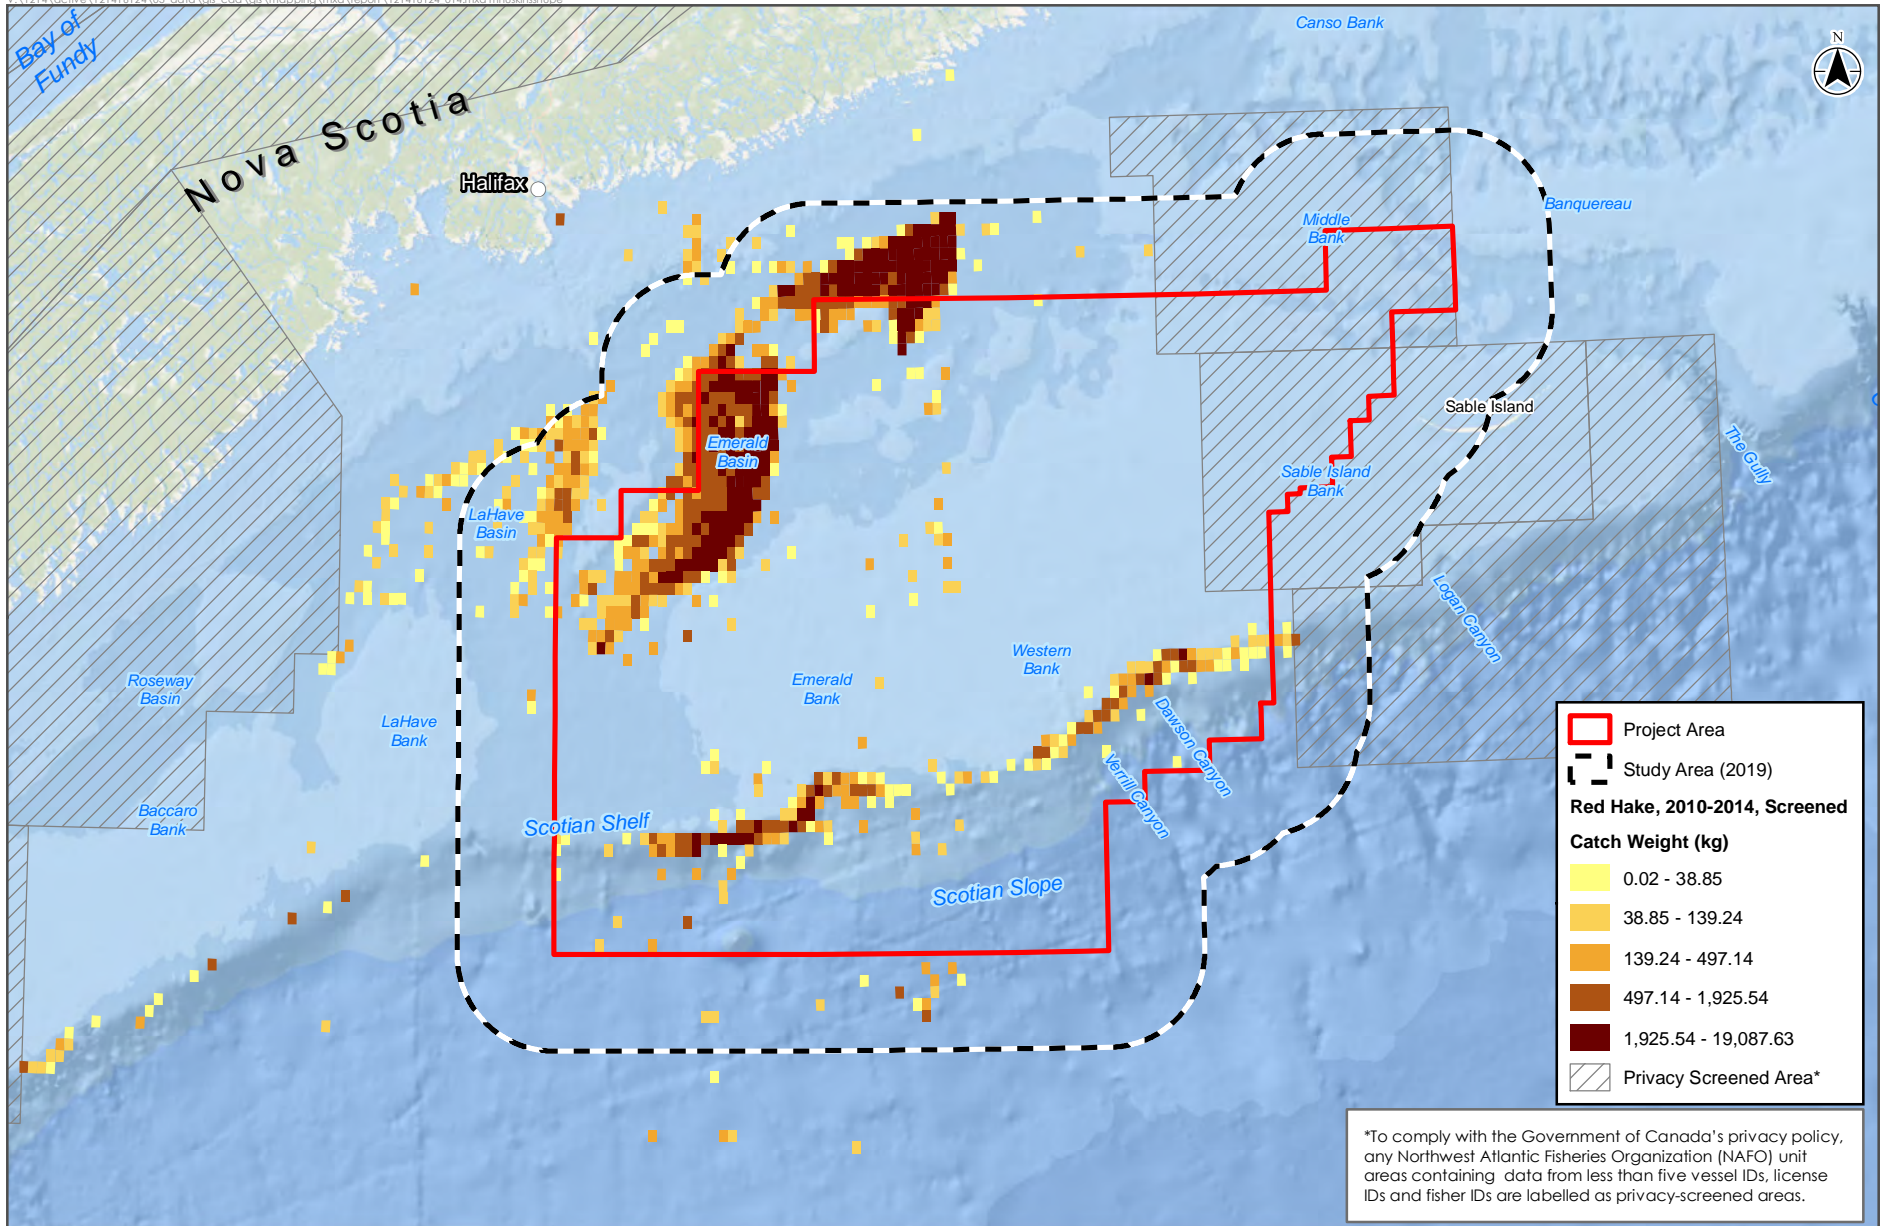 Canso Bank
Bay of
Fundy
N
Nova Scotia
Halifax
Middle
Bank
Banquereau
Sable Island
Emerald
Basin
The Gully
Sable Island
Bank
LaHave
Basin
Logan Canyon
Western
Bank
Roseway
Basin
Emerald
Bank
LaHave
Bank
Dawson Canyon
Verrill Canyon
Baccaro
Bank
Scotian Shelf
Scotian Slope
Project Area
Study Area (2019)
Red Hake, 2010-2014, Screened
Catch Weight (kg)
0.02 - 38.85
38.85 - 139.24
139.24 - 497.14
497.14 - 1,925.54
1,925.54 - 19,087.63
Privacy Screened Area*
*To comply with the Government of Canada's privacy policy,
any Northwest Atlantic Fisheries Organization (NAFO) unit
areas containing data from less than five vessel IDs, license
IDs and fisher IDs are labelled as privacy-screened areas.